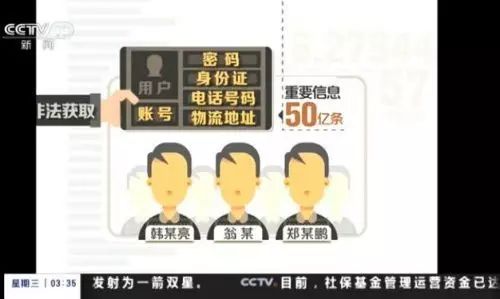 CCTV
新闻
密码
身份证
电话号码
物流地址
用户
账号
非法获取
重要信息
50亿条
韩某亮
翁某
郑某鹏
星期三 03:35
发射为一箭双星。
CCTV 目前，社保基金管理运营资金已达